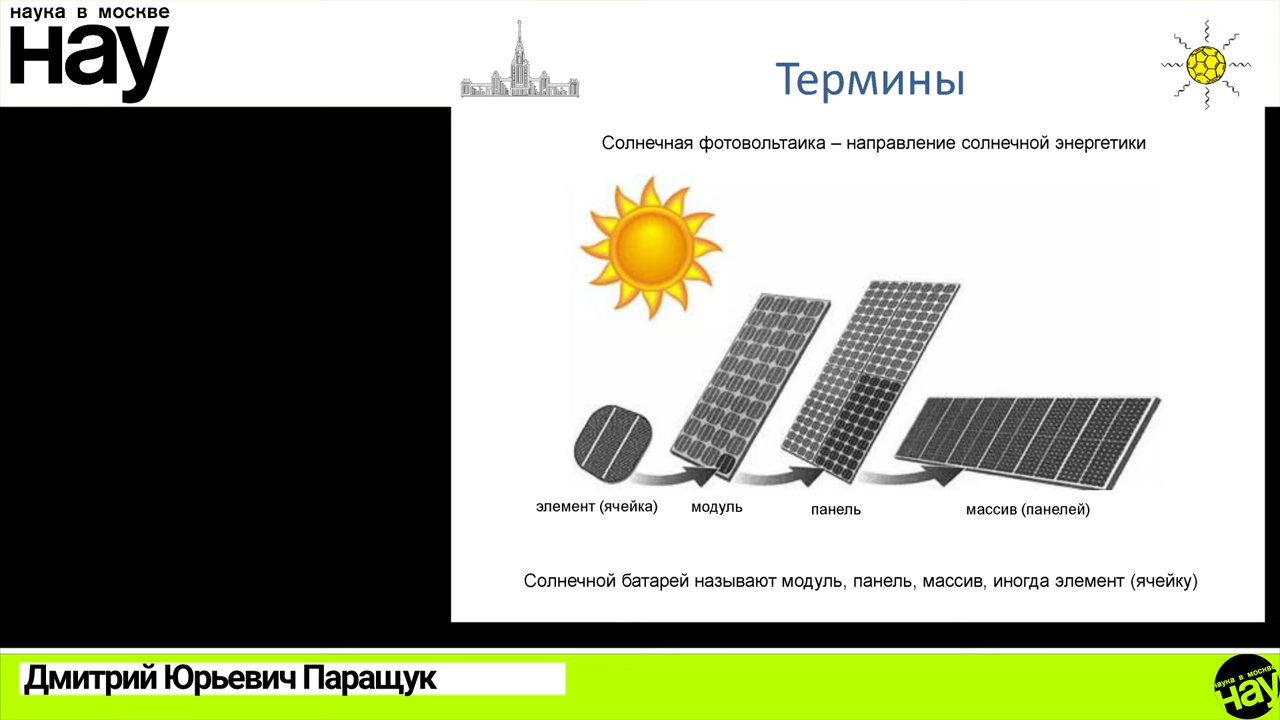 наука в москве
нау
Термины
Солнечная фотовольтаика – направление солнечной энергетики
элемент (ячейка)
модуль
панель
массив (панелей)
Солнечной батарей называют модуль, панель, массив, иногда элемент (ячейку)
Дмитрий Юрьевич Паращук
наука в москве
нау